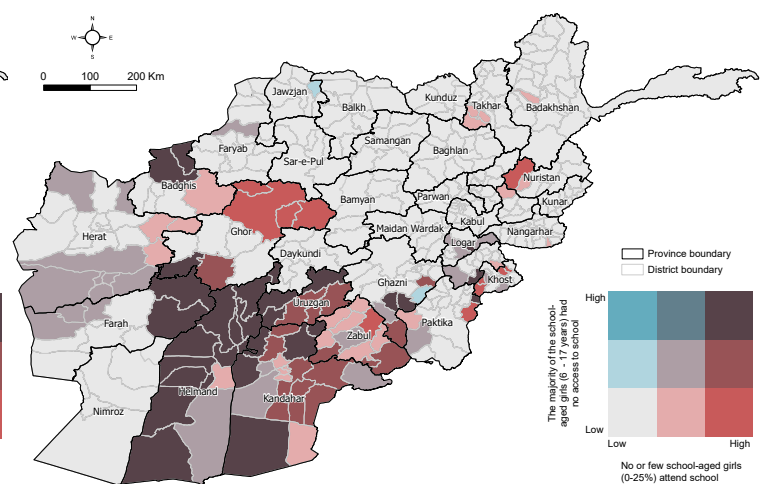 N
W E
S
0 100 200 Km
Jawzjan
Balkh
Kunduz
Takhar
Badakhshan
Faryab
Samangan
Sar-e-Pul
Baghlan
Badghis
Nuristan
Bamyan
Parwan
Kunar
Herat
Ghor
Kabul
Maidan Wardak
Nangarhar
Logar
Daykundi
Ghazni
Khost
Province boundary
District boundary
Uruzgan
Farah
Paktika
Zabul
Helmand
Kandahar
Nimroz
High
The majority of the school-
aged girls (6 - 17 years) had
no access to school
Low
Low High
No or few school-aged girls
(0-25%) attend school